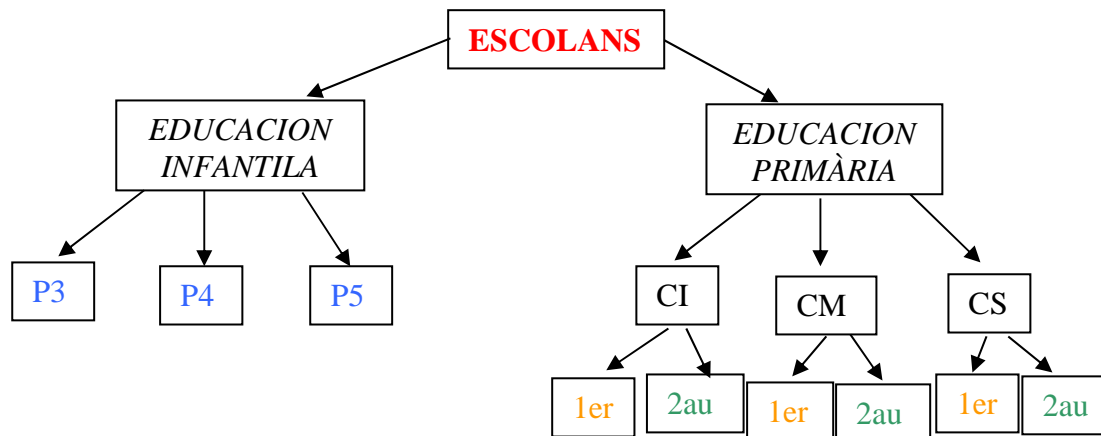 ESCOLANS
EDUCACION
INFANTILA
EDUCACION
PRIMÀRIA
P3
P4
P5
CI
CM
CS
1er
2au
1er
2au
1er
2au